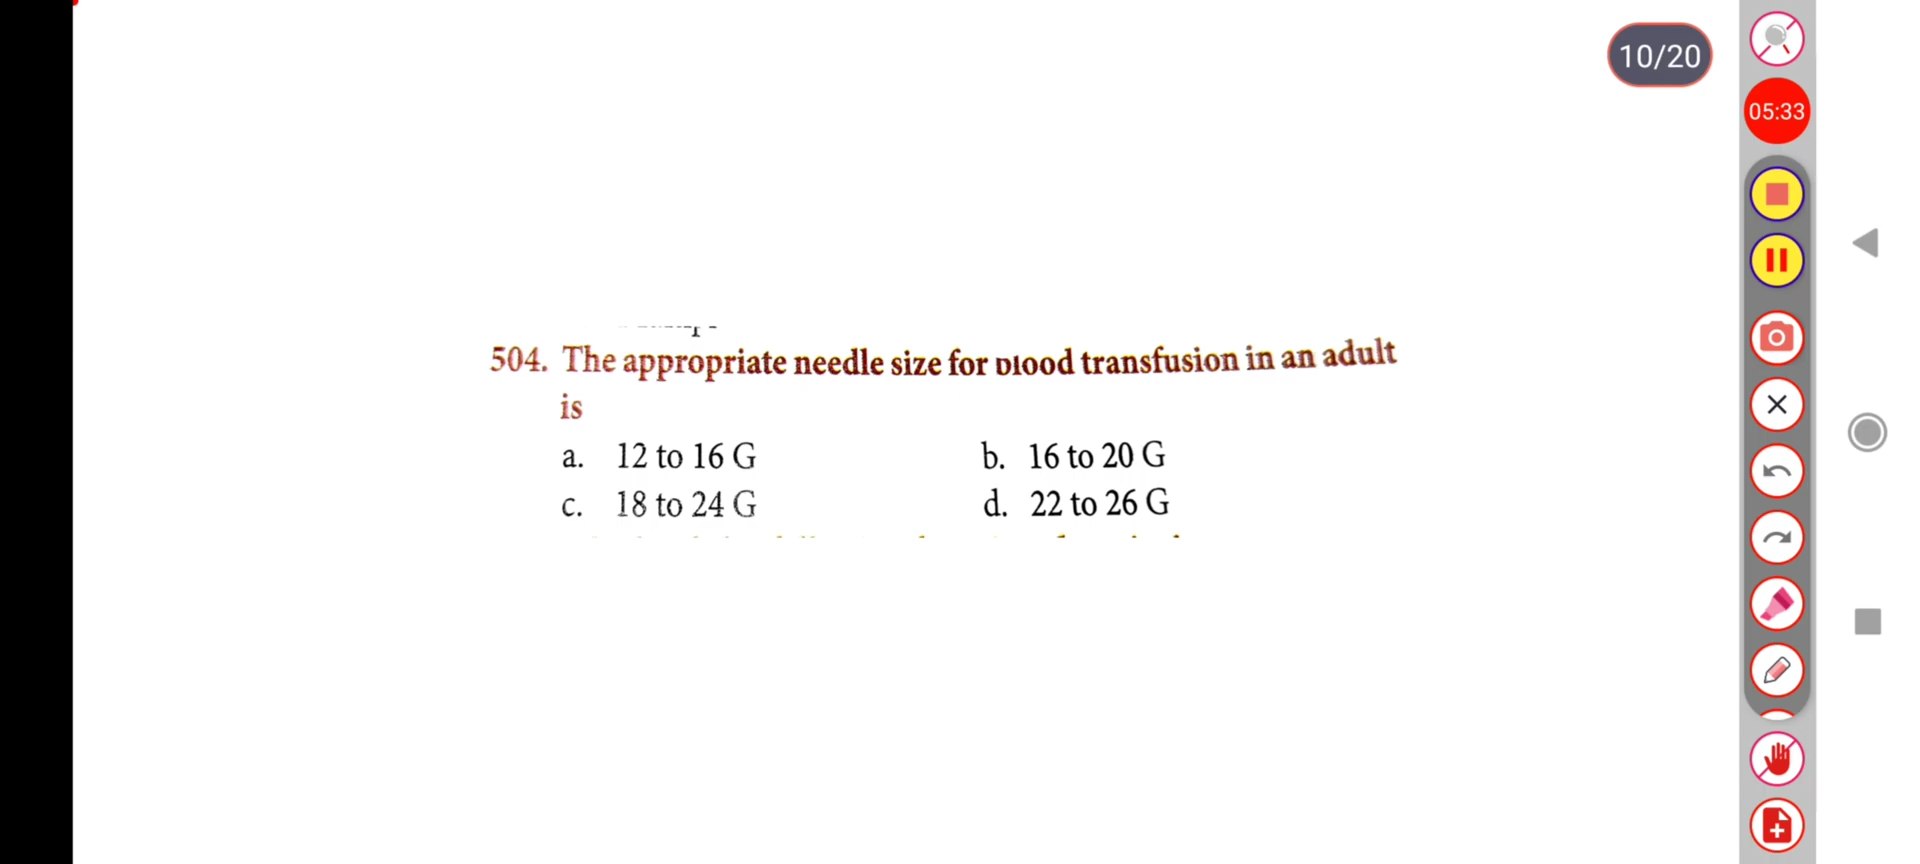 10/20
05:33
504. The appropriate needle size for blood transfusion in an adult
is
a. 12 to 16 G b. 16 to 20 G
c. 18 to 24 G d. 22 to 26 G